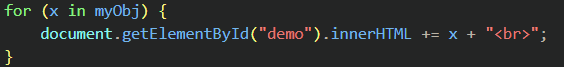 for (x in myObj) {
    document.getElementById("demo").innerHTML += x + "<br>";
}